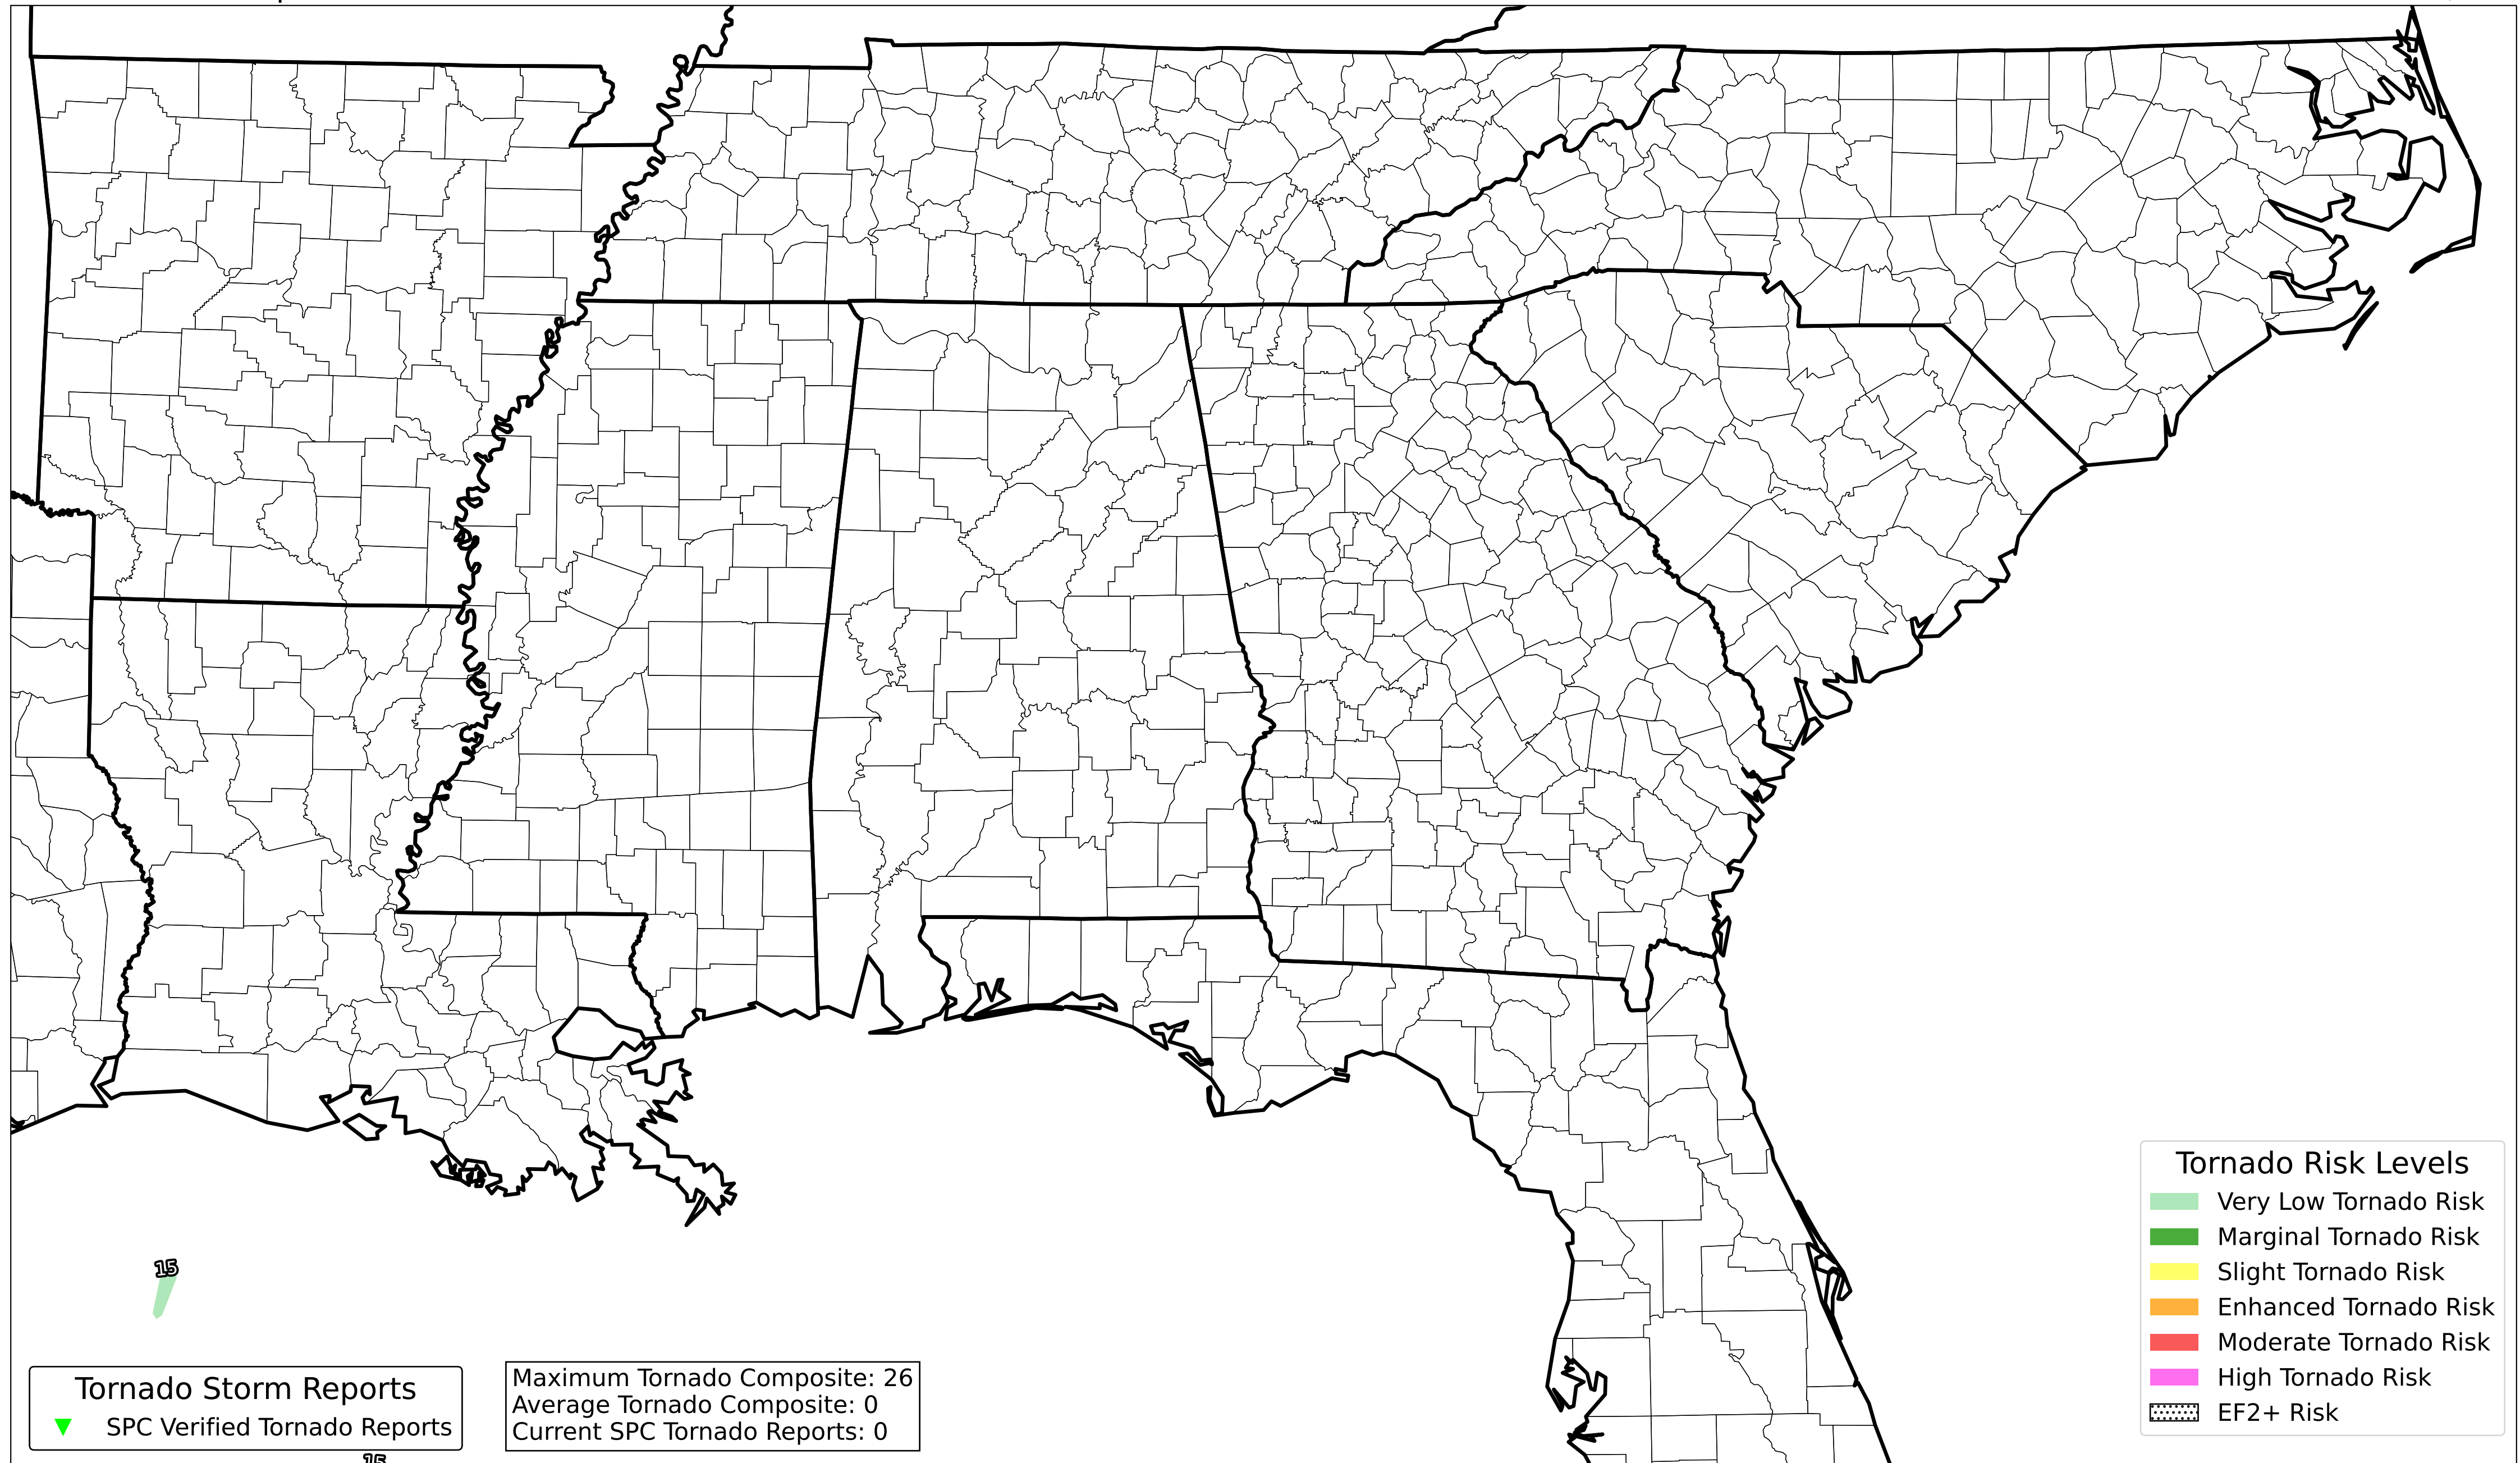 15
Tornado Risk Levels
Very Low Tornado Risk
Marginal Tornado Risk
Slight Tornado Risk
Enhanced Tornado Risk
Moderate Tornado Risk
High Tornado Risk
EF2+ Risk
Tornado Storm Reports
SPC Verified Tornado Reports
Maximum Tornado Composite: 26
Average Tornado Composite: 0
Current SPC Tornado Reports: 0
15